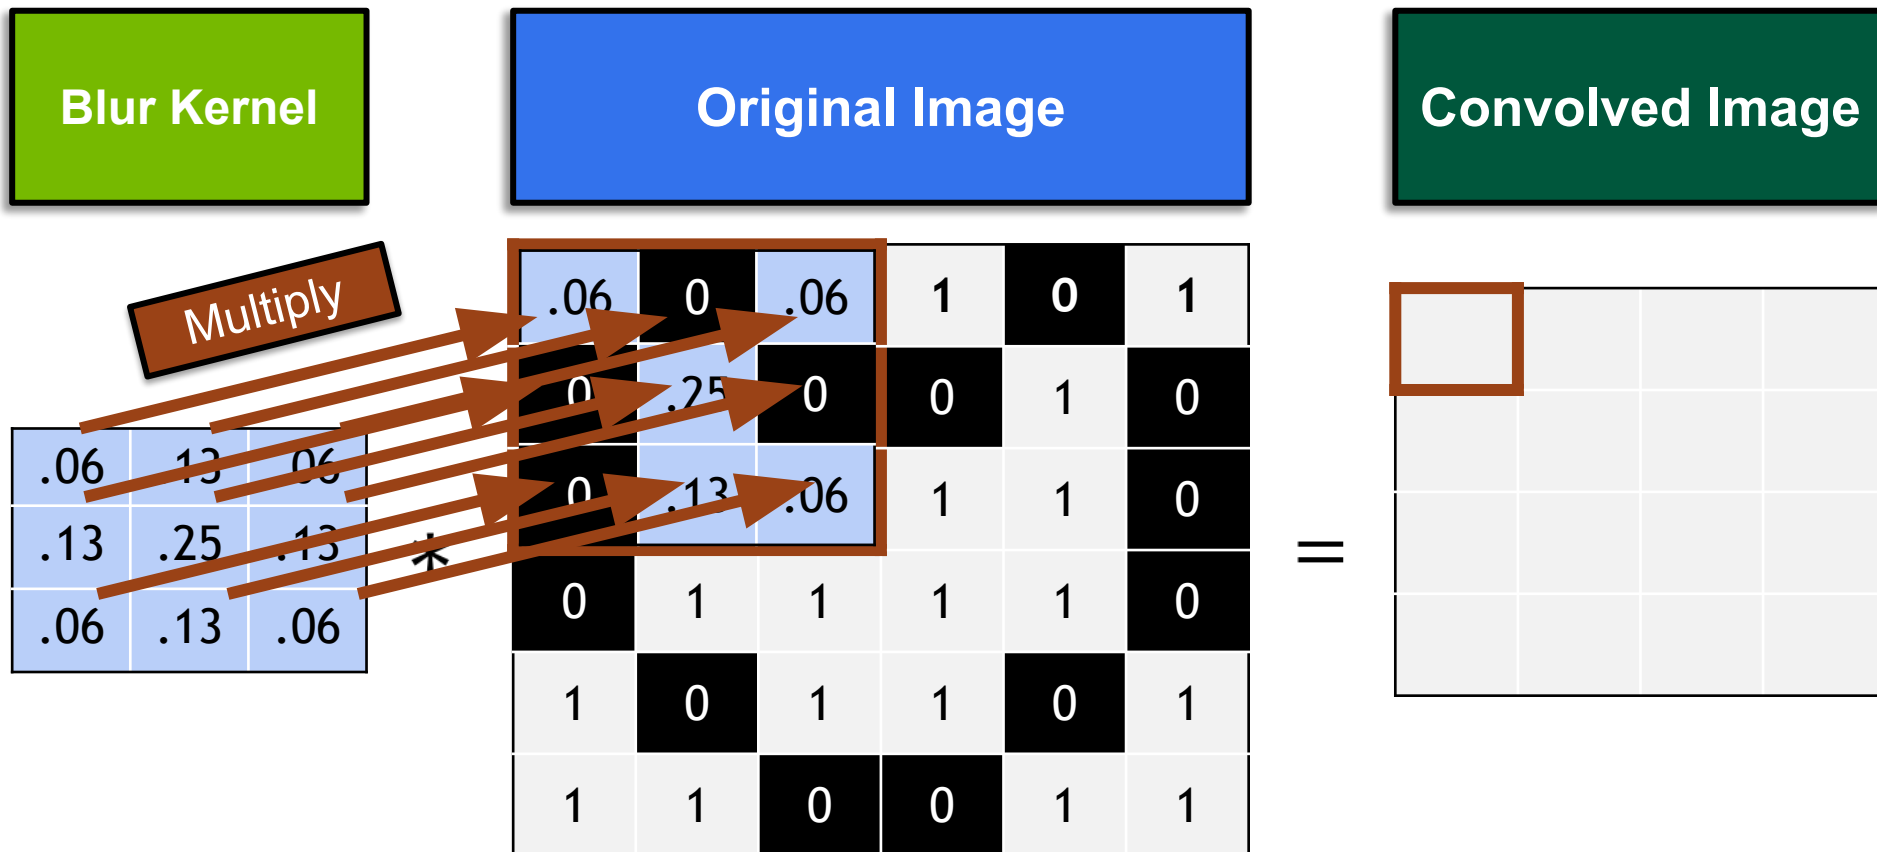 Blur Kernel
Original Image
Convolved Image
Multiply
.06 0 .06 1 0 1
0 .25 0 0 1 0
0 .13 .06 1 1 0
0 1 1 1 1 0
1 0 1 1 0 1
1 1 0 0 1 1
.06 .13 .06
.13 .25 .13
.06 .13 .06
*
=